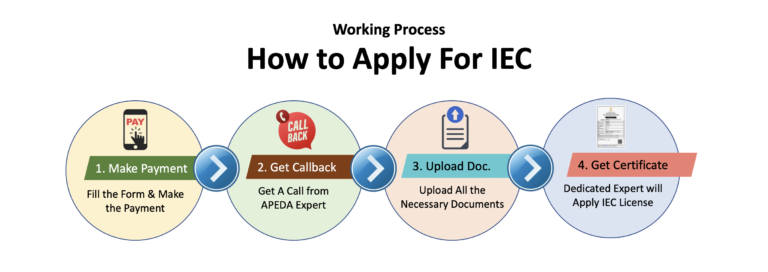 Working Process
How to Apply For IEC
PAY
CALL
BACK
1. Make Payment
2. Get Callback
3. Upload Doc.
4. Get Certificate
Fill the Form & Make
the Payment
Get A Call from
APEDA Expert
Upload All the
Necessary Documents
Dedicated Expert will
Apply IEC License